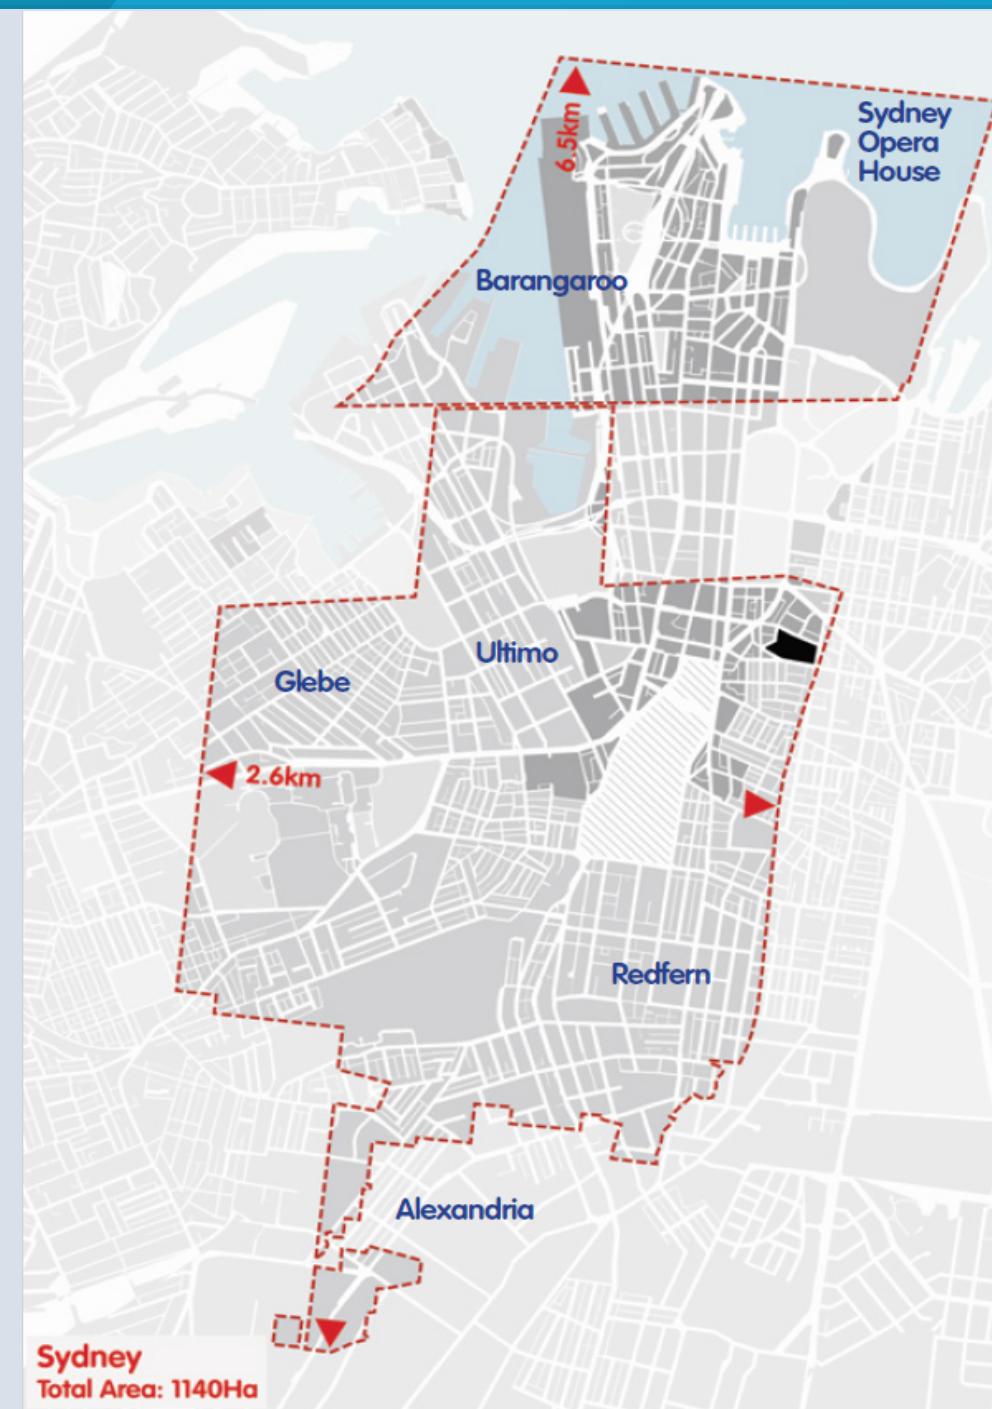 6.5km
Sydney
Opera
House
Barangaroo
Ultimo
Glebe
2.6km
Redfern
Alexandria
Sydney
Total Area: 1140Ha